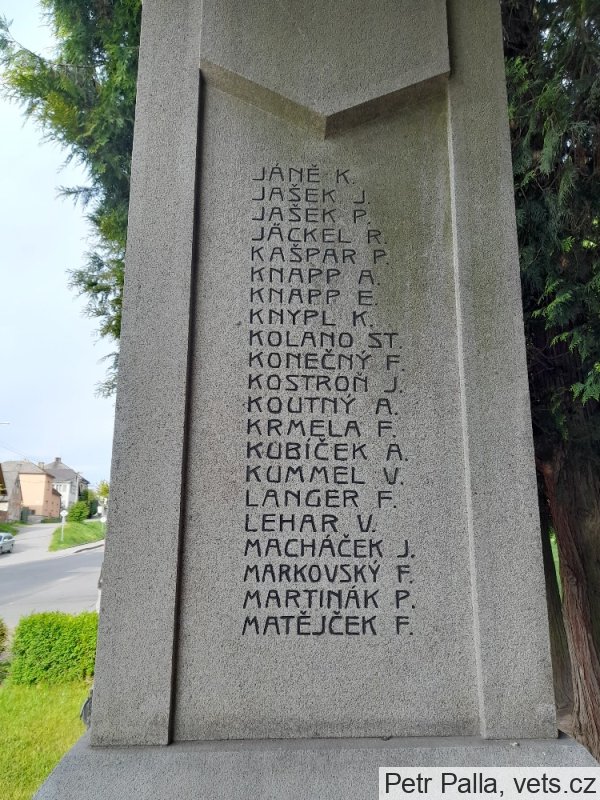 JÁNĚ K.
JAŠEK J.
JAŠEK P.
JÄCKEL R.
KAŠPAR P.
KNAPP A.
KNAPP E.
KNYPL K.
KOLANO ST.
KONEČNÝ F.
KOSTROŇ J.
KOUTNÝ A.
KRMELA F.
KUBÍČEK A.
KUMMEL V.
LANGER F.
LEHAR V.
MACHÁČEK J.
MARKOVSKÝ F.
MARTINÁK P.
MATĚJČEK F.
Petr Palla, vets.cz